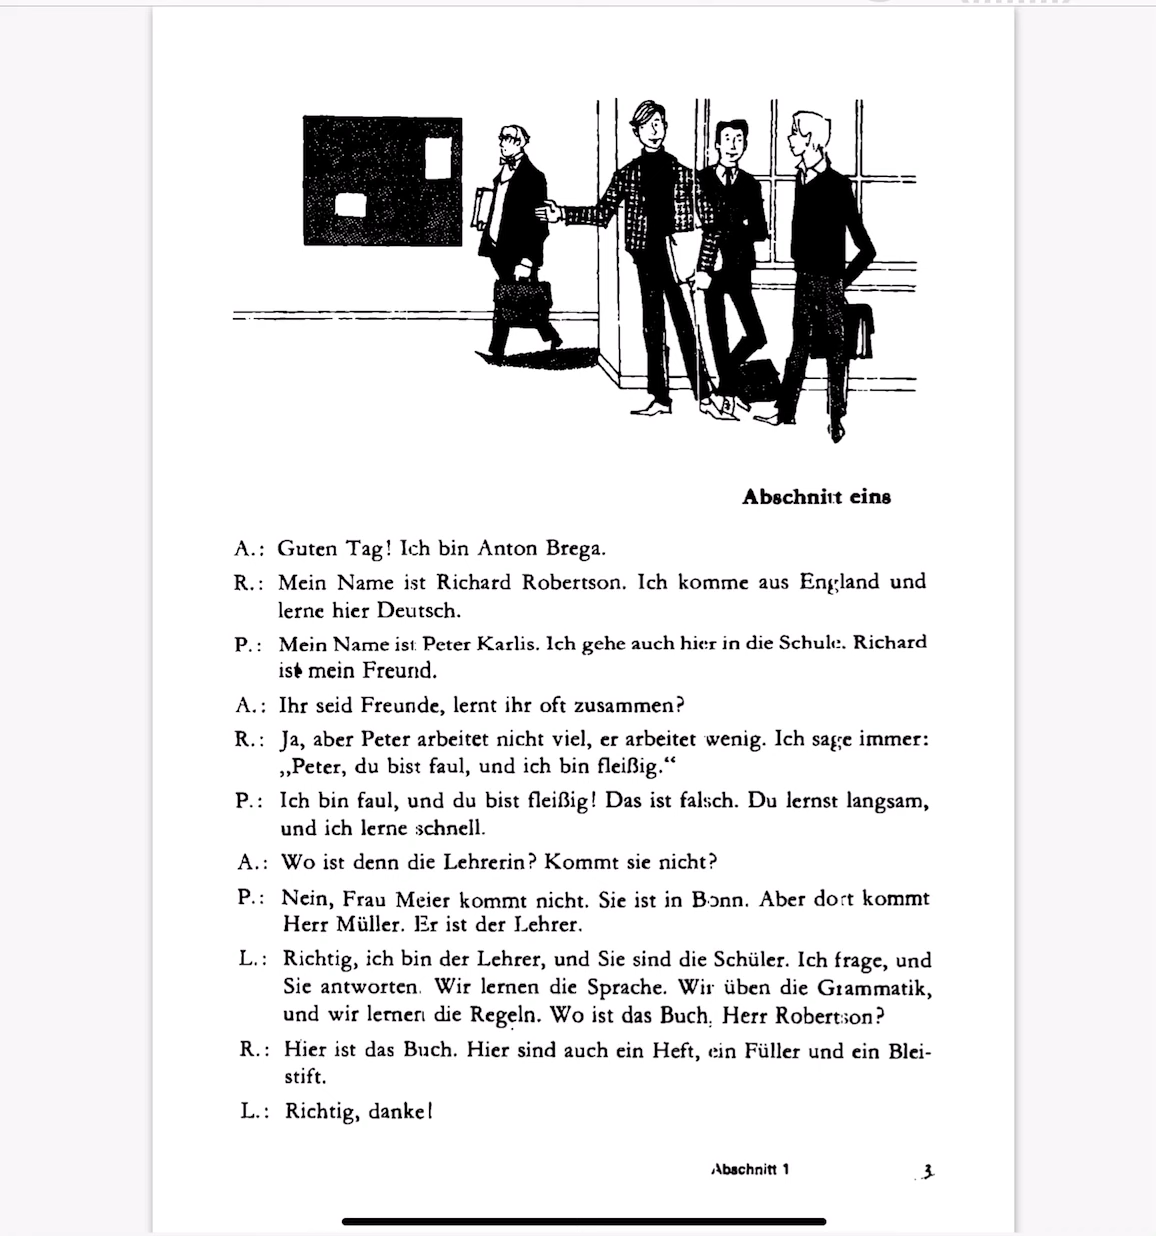 Abschnitt eins
A.: Guten Tag! Ich bin Anton Brega.
R.: Mein Name ist Richard Robertson. Ich komme aus England und
lerne hier Deutsch.
P.: Mein Name ist Peter Karlis. Ich gehe auch hier in die Schule. Richard
ist mein Freund.
A.: Ihr seid Freunde, lernt ihr oft zusammen?
R.: Ja, aber Peter arbeitet nicht viel, er arbeitet wenig. Ich sage immer:
„Peter, du bist faul, und ich bin fleißig.“
P.: Ich bin faul, und du bist fleißig! Das ist falsch. Du lernst langsam,
und ich lerne schnell.
A.: Wo ist denn die Lehrerin? Kommt sie nicht?
P.: Nein, Frau Meier kommt nicht. Sie ist in Bonn. Aber dort kommt
Herr Müller. Er ist der Lehrer.
L.: Richtig, ich bin der Lehrer, und Sie sind die Schüler. Ich frage, und
Sie antworten. Wir lernen die Sprache. Wir üben die Grammatik,
und wir lernen die Regeln. Wo ist das Buch, Herr Robertson?
R.: Hier ist das Buch. Hier sind auch ein Heft, ein Füller und ein Blei-
stift.
L.: Richtig, danke!
Abschnitt 1 3